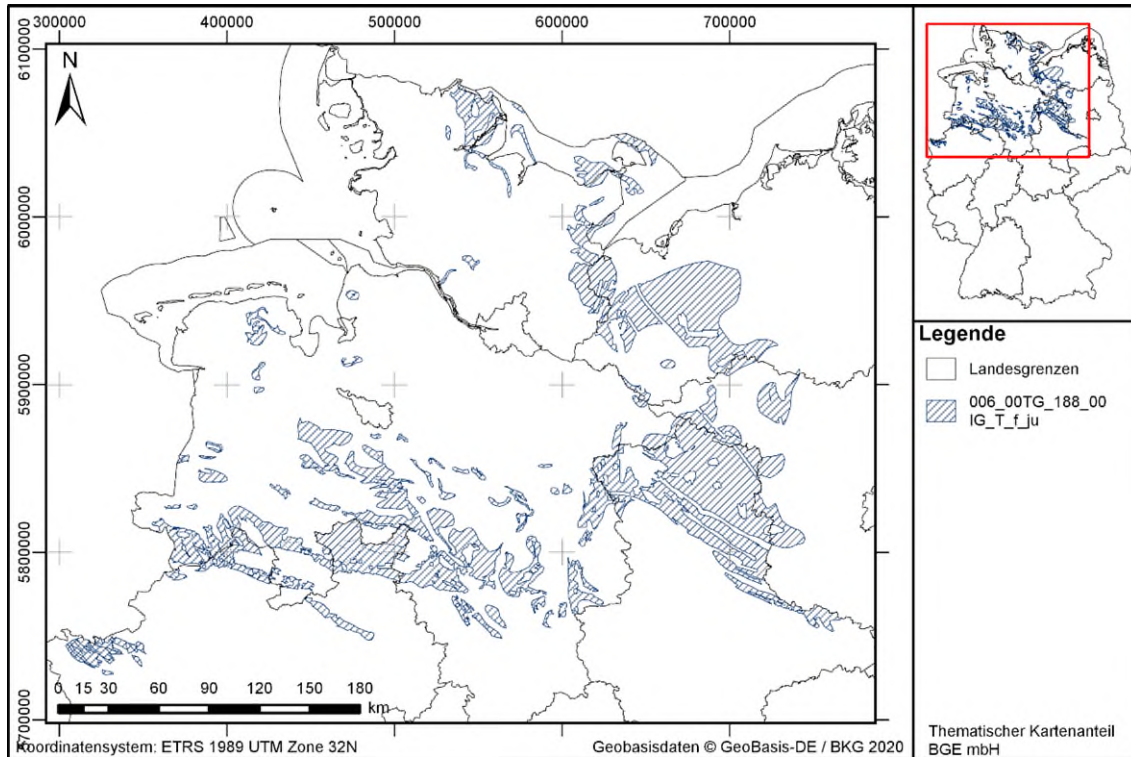 300000 400000 500000 600000 700000
6100000
6000000
5900000
5800000
5700000
N
0 15 30 60 90 120 150 180
km
Koordinatensystem: ETRS 1989 UTM Zone 32N
Geobasisdaten © GeoBasis-DE / BKG 2020
Legende
Landesgrenzen
006_00TG_188_00
IG_T_f_ju
Thematischer Kartenanteil
BGE mbH